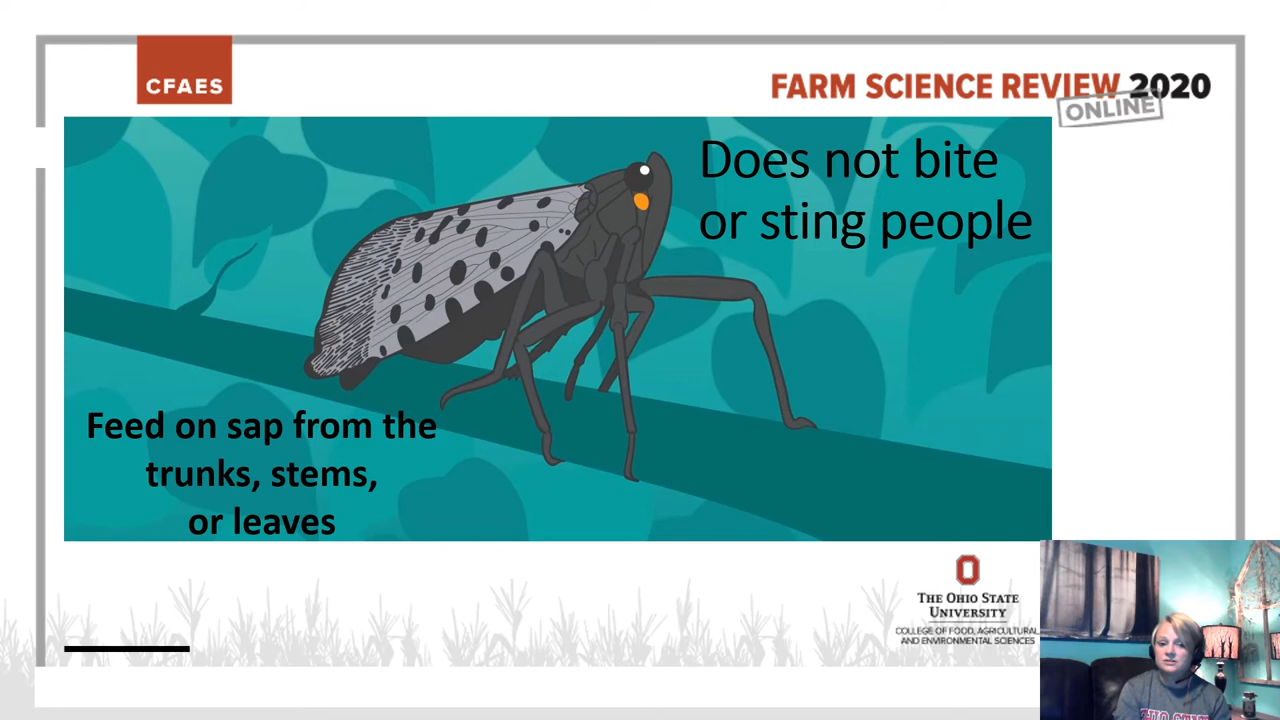 CFAES
FARM SCIENCE REVIEW 2020
ONLINE
Does not bite
or sting people
Feed on sap from the
trunks, stems,
or leaves
THE OHIO STATE
UNIVERSITY
COLLEGE OF FOOD, AGRICULTURAL
AND ENVIRONMENTAL SCIENCES